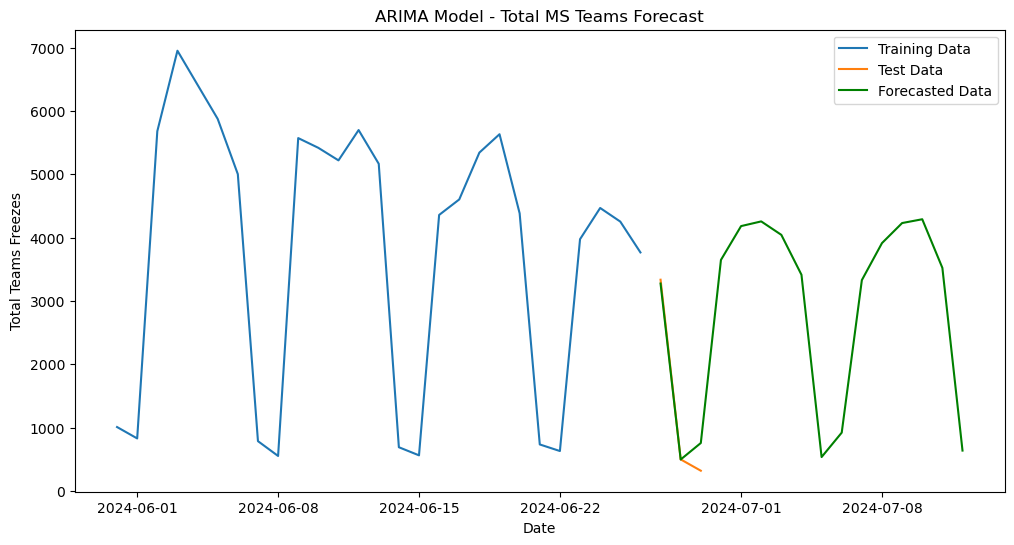 ARIMA Model - Total MS Teams Forecast
Training Data
Test Data
Forecasted Data
Total Teams Freezes
7000
6000
5000
4000
3000
2000
1000
0
2024-06-01
2024-06-08
2024-06-15
2024-06-22
2024-07-01
2024-07-08
Date